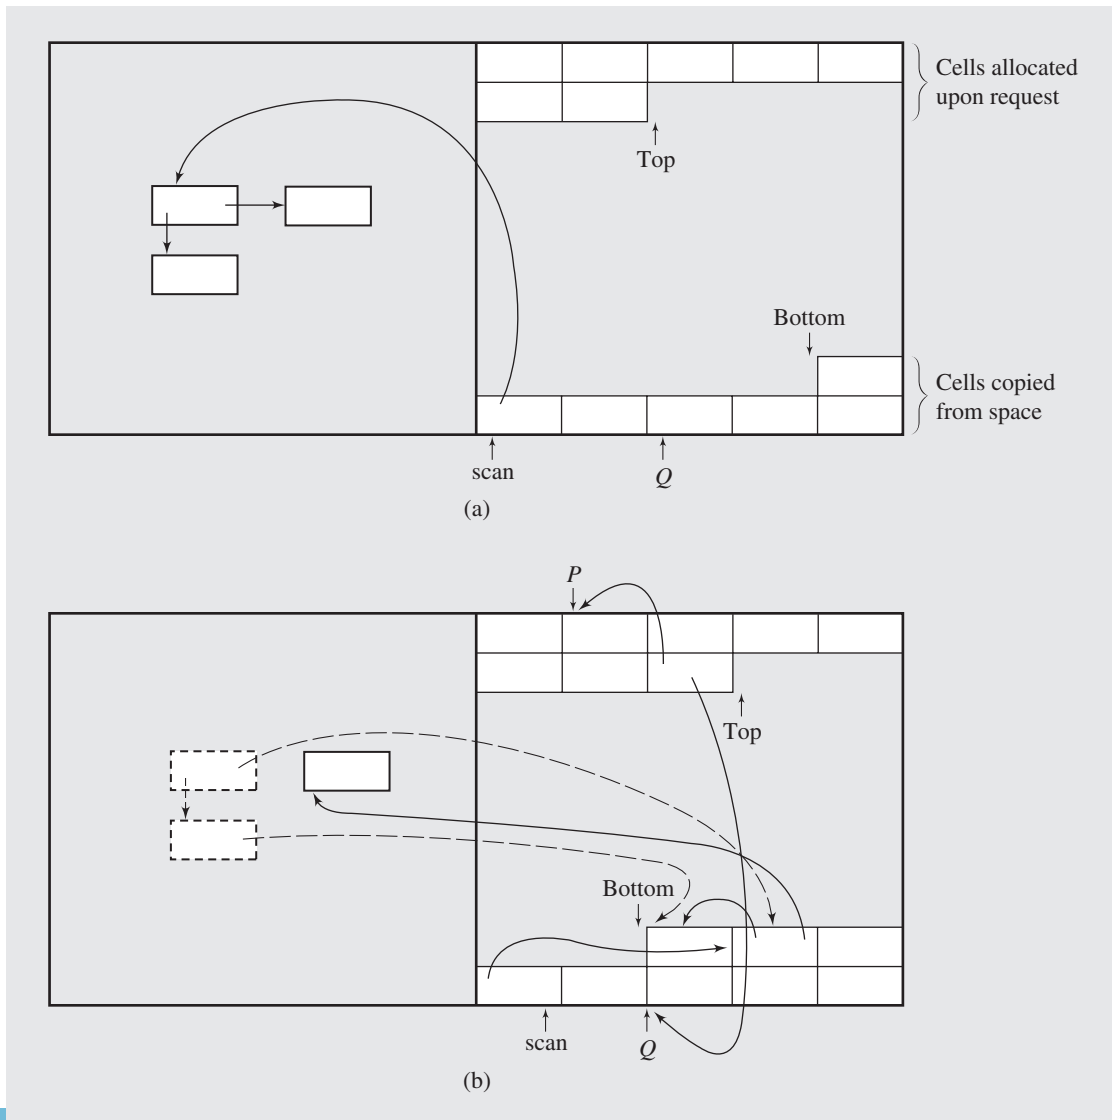 Cells allocated
upon request
Top
Bottom
Cells copied
from space
scan
Q
(a)
P
Top
Bottom
scan
Q
(b)